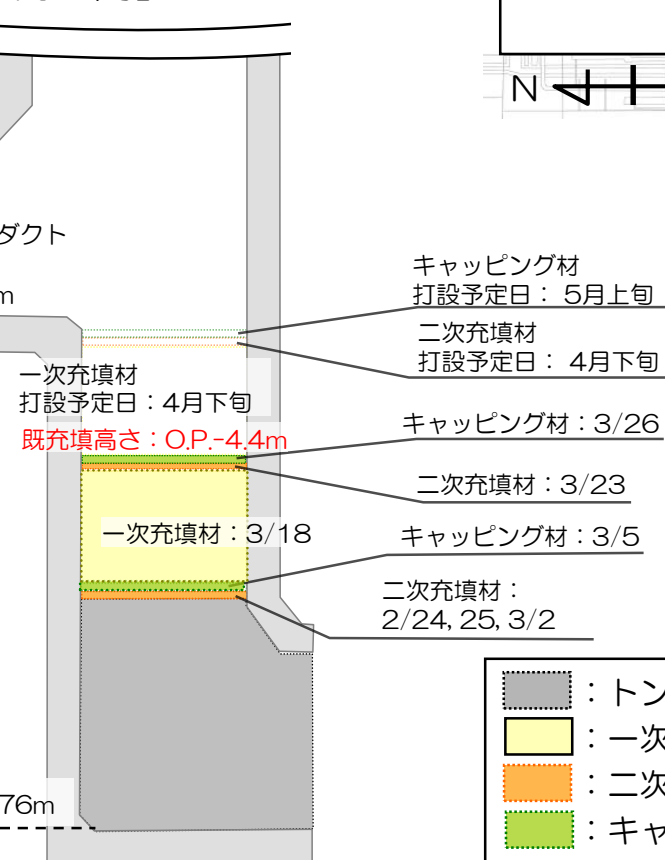 N
ダクト
m
キャッピング材
打設予定日： 5月上旬
二次充填材
打設予定日： 4月下旬
一次充填材
打設予定日：4月下旬
既充填高さ：O.P.-4.4m
キャッピング材：3/26
二次充填材：3/23
一次充填材：3/18
キャッピング材：3/5
二次充填材：
2/24, 25, 3/2
76m
：トン
：一次
：二次
：キャ